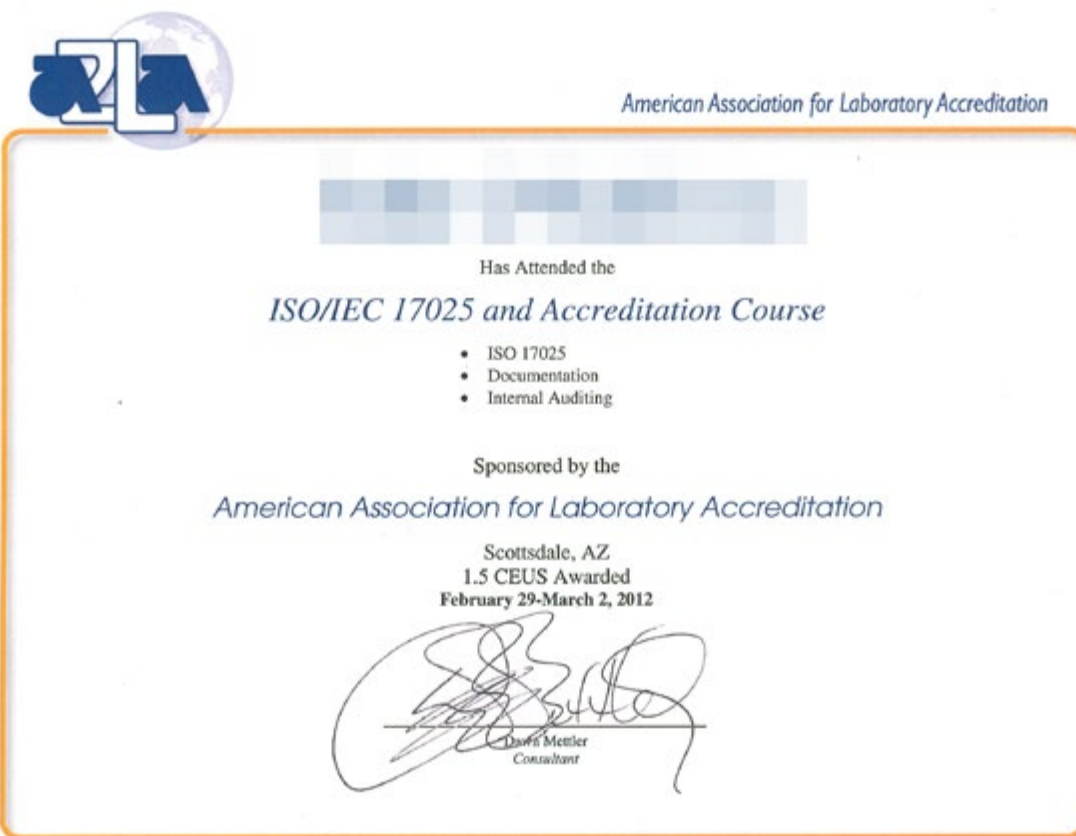 A2LA
American Association for Laboratory Accreditation
Has Attended the
ISO/IEC 17025 and Accreditation Course
• ISO 17025
• Documentation
• Internal Auditing
Sponsored by the
American Association for Laboratory Accreditation
Scottsdale, AZ
1.5 CEUS Awarded
February 29-March 2, 2012
Dawn Mettler
Consultant